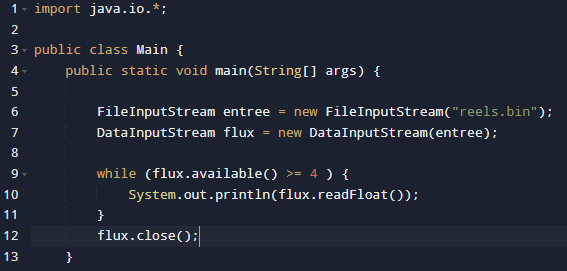 1 import java.io.*;
2
3 public class Main {
4 public static void main(String[] args) {
5
6 FileInputStream entree = new FileInputStream("reels.bin");
7 DataInputStream flux = new DataInputStream(entree);
8
9 while (flux.available() >= 4 ) {
10 System.out.println(flux.readFloat());
11 }
12 flux.close();
13 }